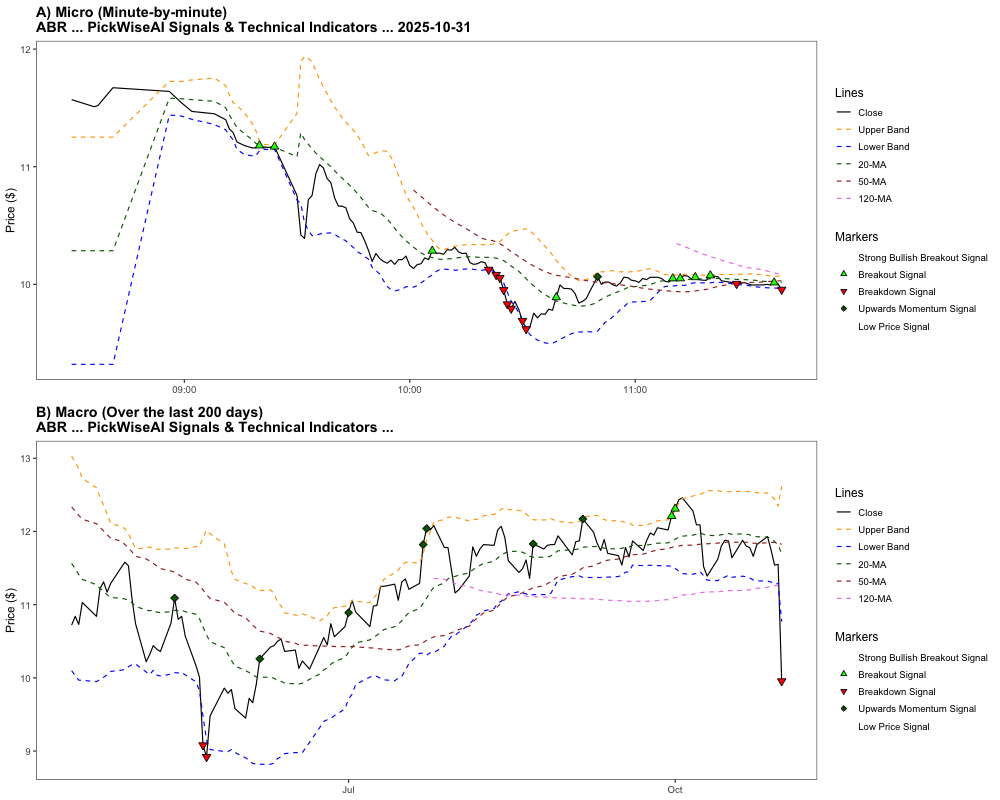 A) Micro (Minute-by-minute)
ABR ... PickWiseAI Signals & Technical Indicators ... 2025-10-31
Price ($)
12
11
10
09:00
10:00
11:00
Lines
Close
Upper Band
Lower Band
20-MA
50-MA
120-MA
Markers
Strong Bullish Breakout Signal
Breakout Signal
Breakdown Signal
Upwards Momentum Signal
Low Price Signal
B) Macro (Over the last 200 days)
ABR ... PickWiseAI Signals & Technical Indicators ...
Price ($)
13
12
11
10
9
Jul
Oct
Lines
Close
Upper Band
Lower Band
20-MA
50-MA
120-MA
Markers
Strong Bullish Breakout Signal
Breakout Signal
Breakdown Signal
Upwards Momentum Signal
Low Price Signal